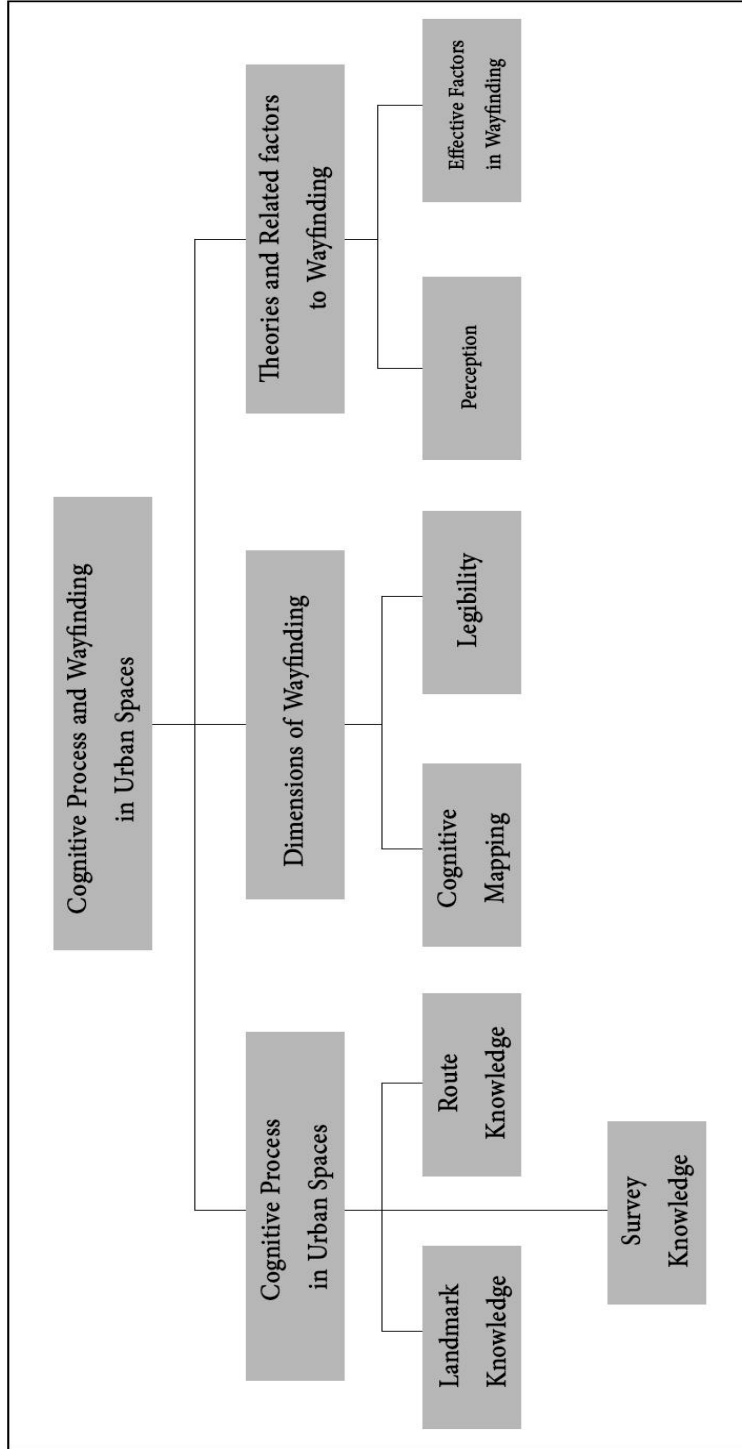 Cognitive Process and Wayfinding
in Urban Spaces
Cognitive Process
in Urban Spaces
Dimensions of Wayfinding
Theories and Related factors
to Wayfinding
Landmark
Knowledge
Route
Knowledge
Cognitive
Mapping
Legibility
Perception
Effective Factors
in Wayfinding
Survey
Knowledge